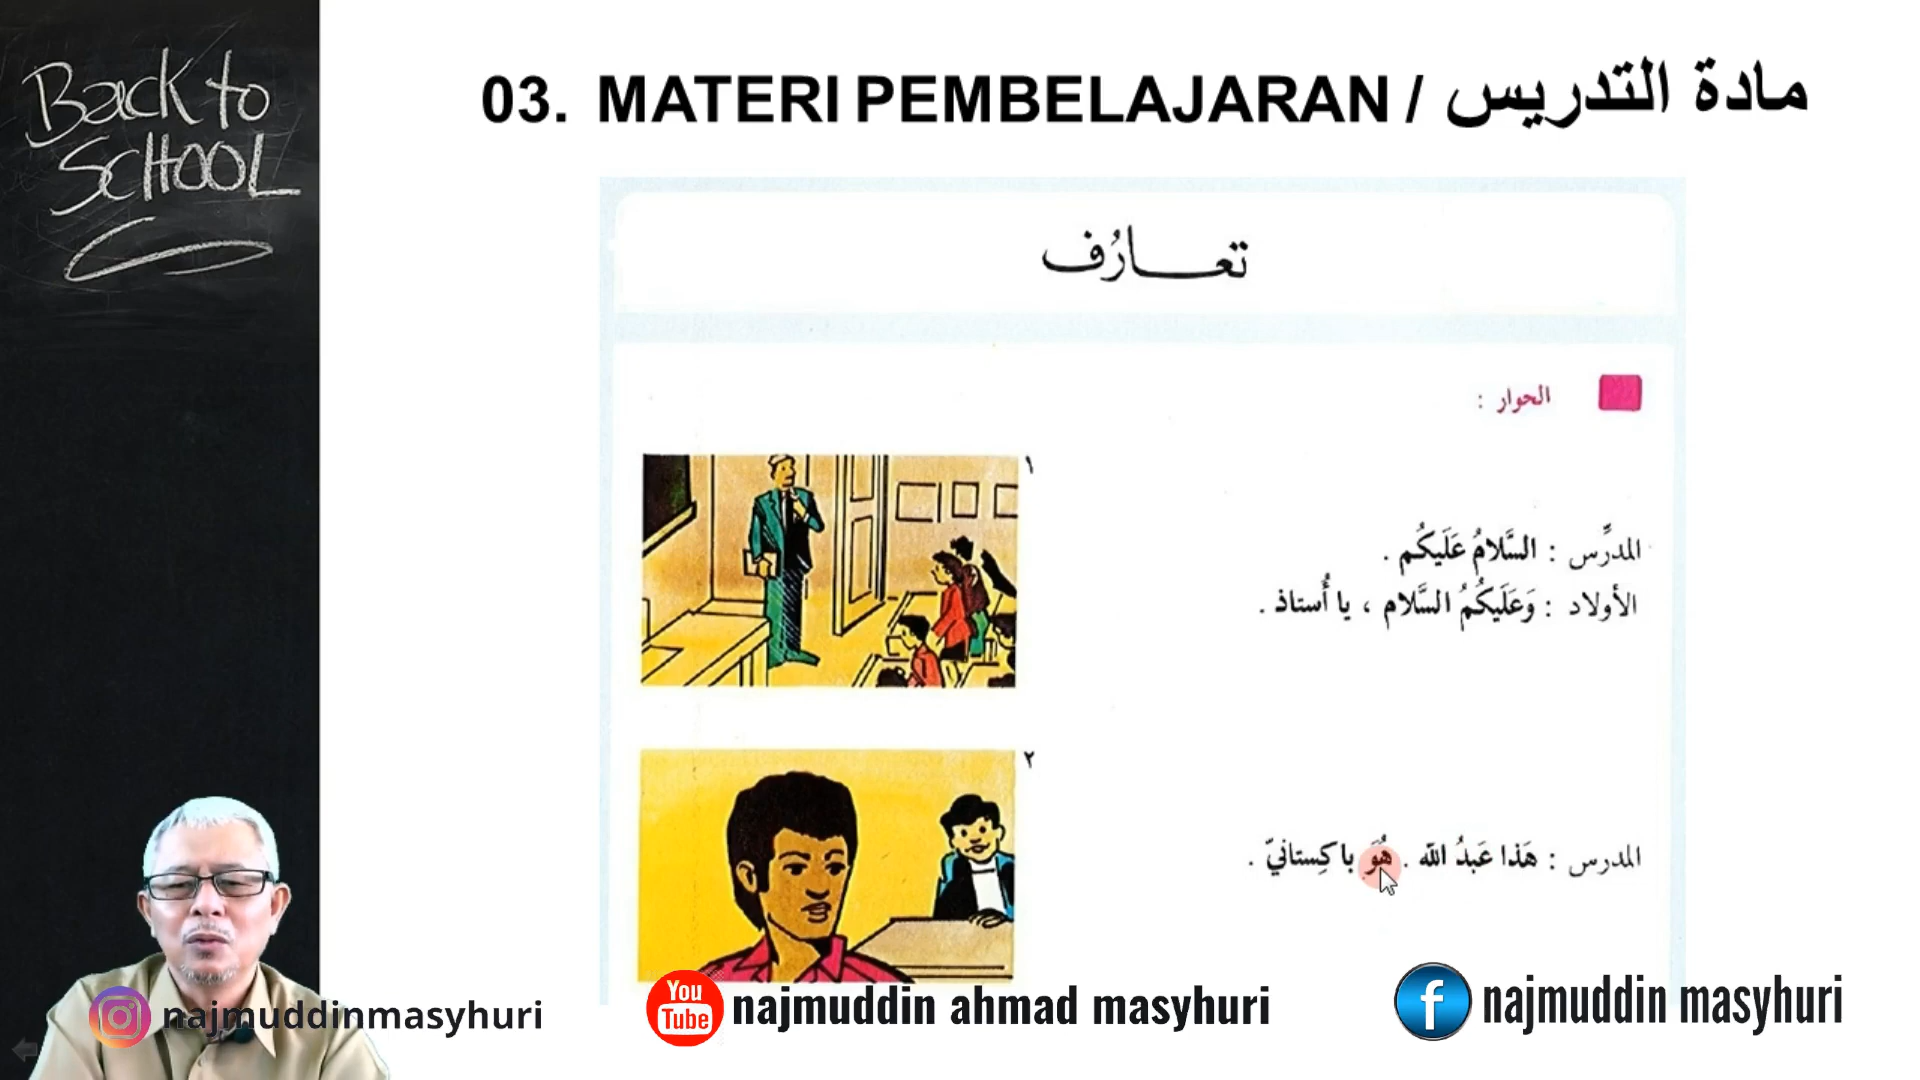 Back to
SCHOOL
03. MATERI PEMBELAJARAN / مادة التدريس
تعـــارُف
الحوار :
١
المدرِّس : السَّلامُ عَلَيكُم .
الأولاد : وَعَلَيكُمُ السَّلام ، يا أُستاذ .
٢
المدرس : هَذا عَبدُ الله . هُوَ باكِستانيّ .
najmuddinmasyhuri
You
Tube
najmuddin ahmad masyhuri
f
najmuddin masyhuri